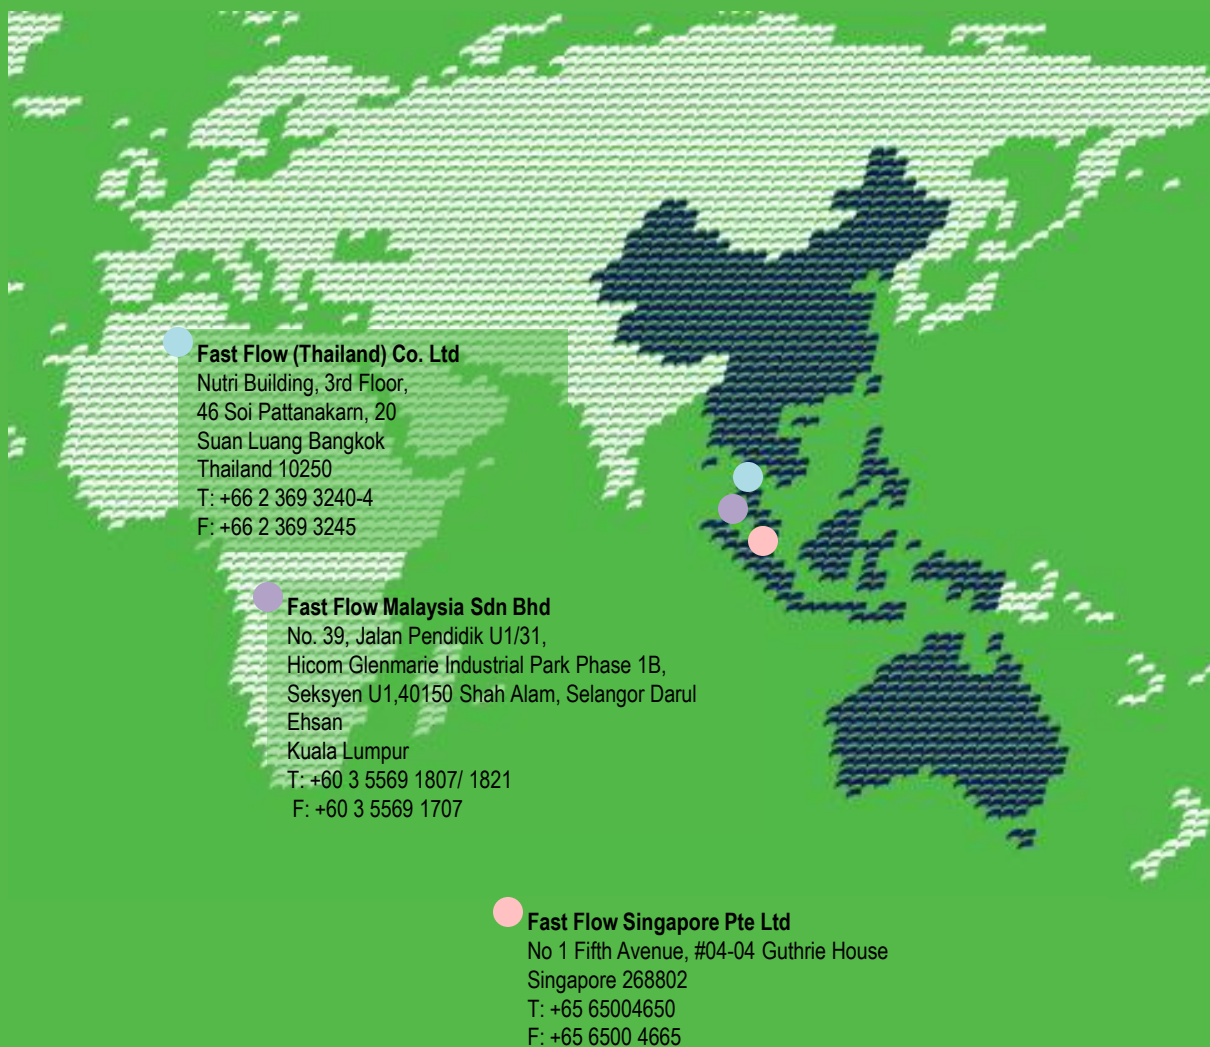 Fast Flow (Thailand) Co. Ltd
Nutri Building, 3rd Floor,
46 Soi Pattanakarn, 20
Suan Luang Bangkok
Thailand 10250
T: +66 2 369 3240-4
F: +66 2 369 3245
Fast Flow Malaysia Sdn Bhd
No. 39, Jalan Pendidik U1/31,
Hicom Glenmarie Industrial Park Phase 1B,
Seksyen U1,40150 Shah Alam, Selangor Darul
Ehsan
Kuala Lumpur
T: +60 3 5569 1807/ 1821
F: +60 3 5569 1707
Fast Flow Singapore Pte Ltd
No 1 Fifth Avenue, #04-04 Guthrie House
Singapore 268802
T: +65 65004650
F: +65 6500 4665